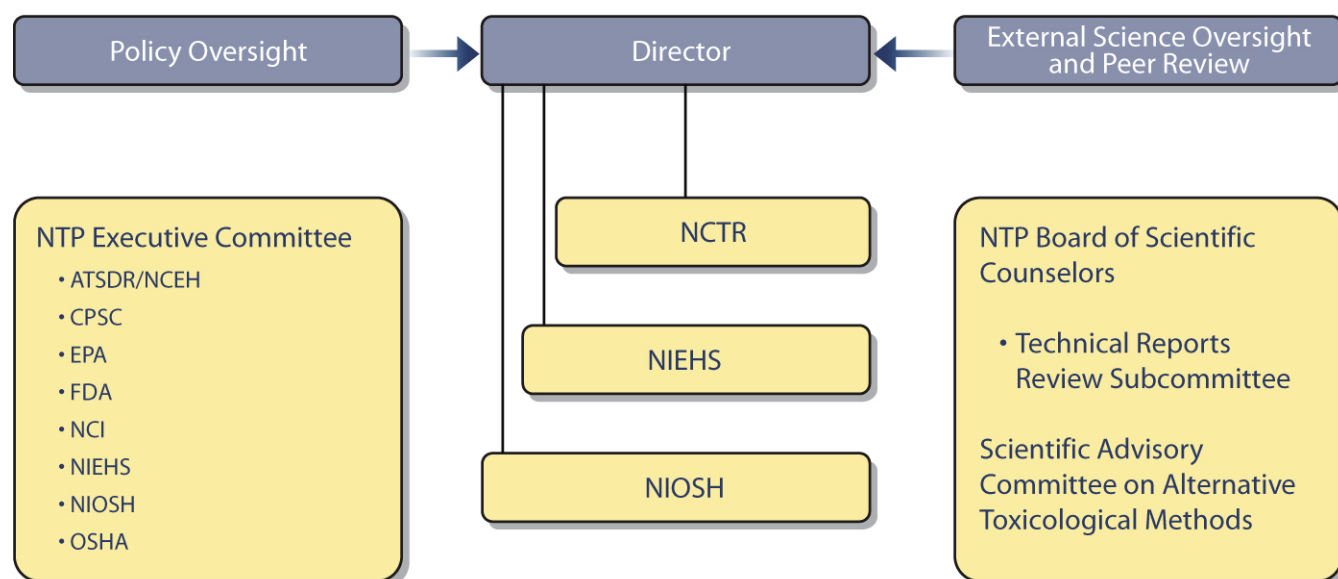 Policy Oversight
Director
External Science Oversight
and Peer Review
NTP Executive Committee
• ATSDR/NCEH
• CPSC
• EPA
• FDA
• NCI
• NIEHS
• NIOSH
• OSHA
NCTR
NIEHS
NIOSH
NTP Board of Scientific
Counselors
• Technical Reports
Review Subcommittee
Scientific Advisory
Committee on Alternative
Toxicological Methods